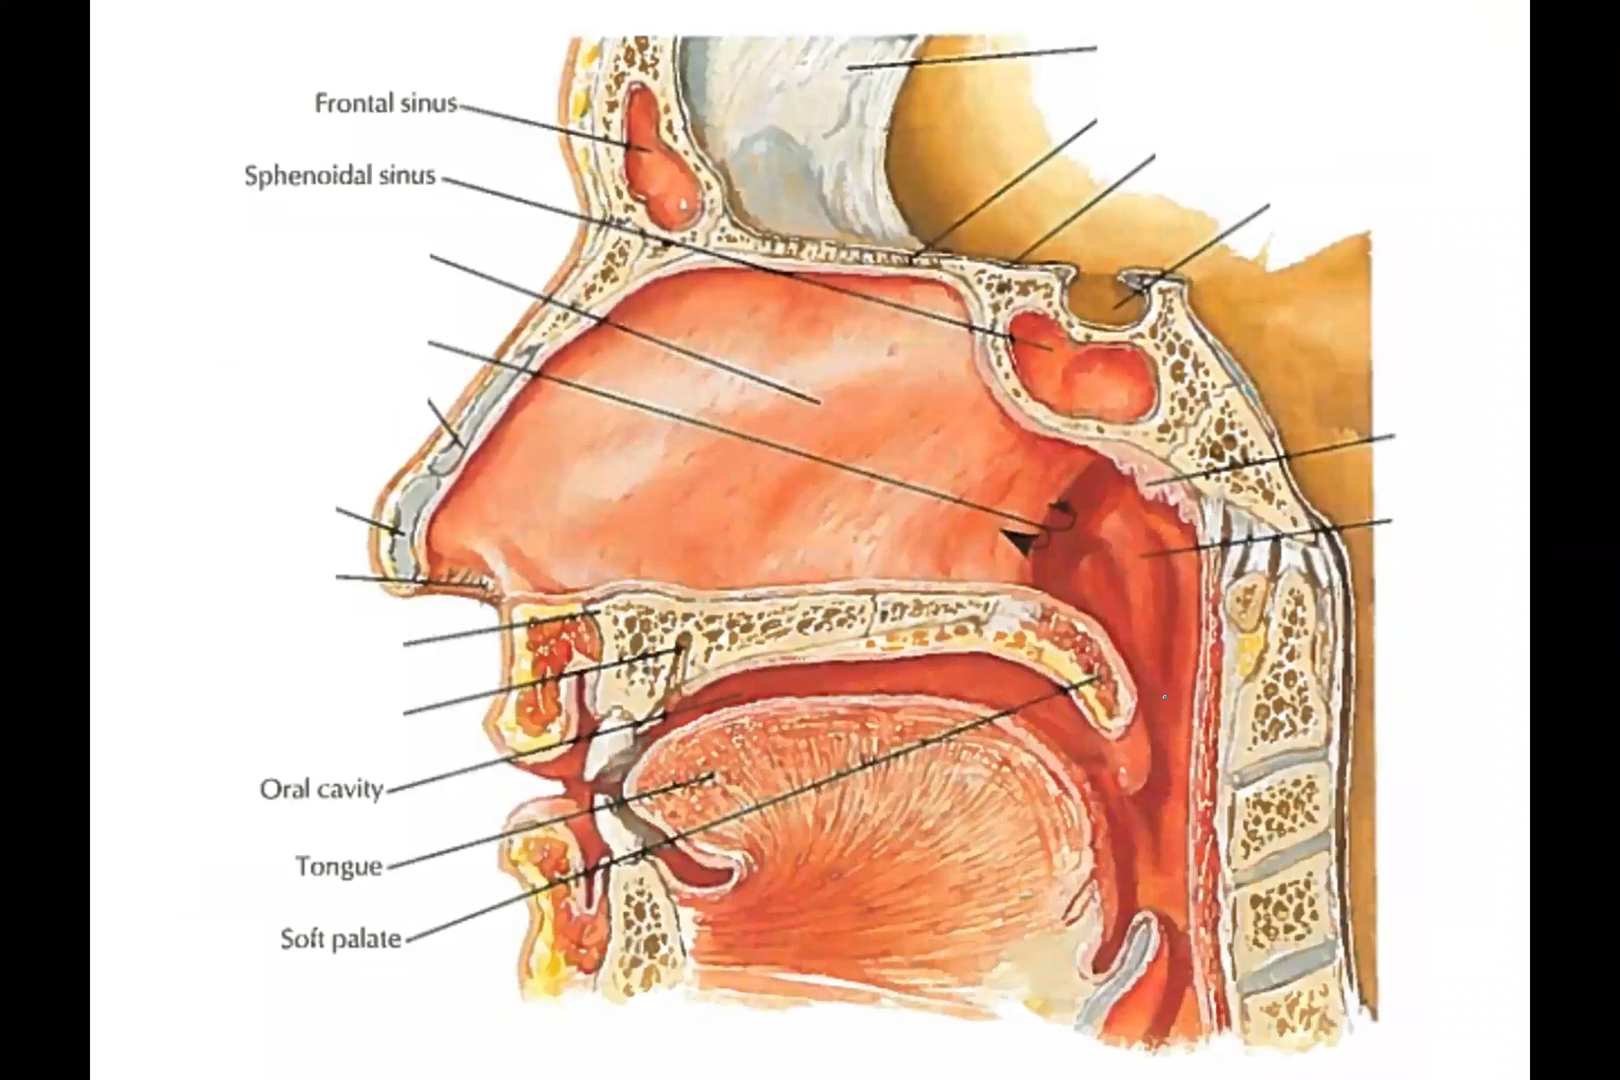 Frontal sinus
Sphenoidal sinus
Oral cavity
Tongue
Soft palate